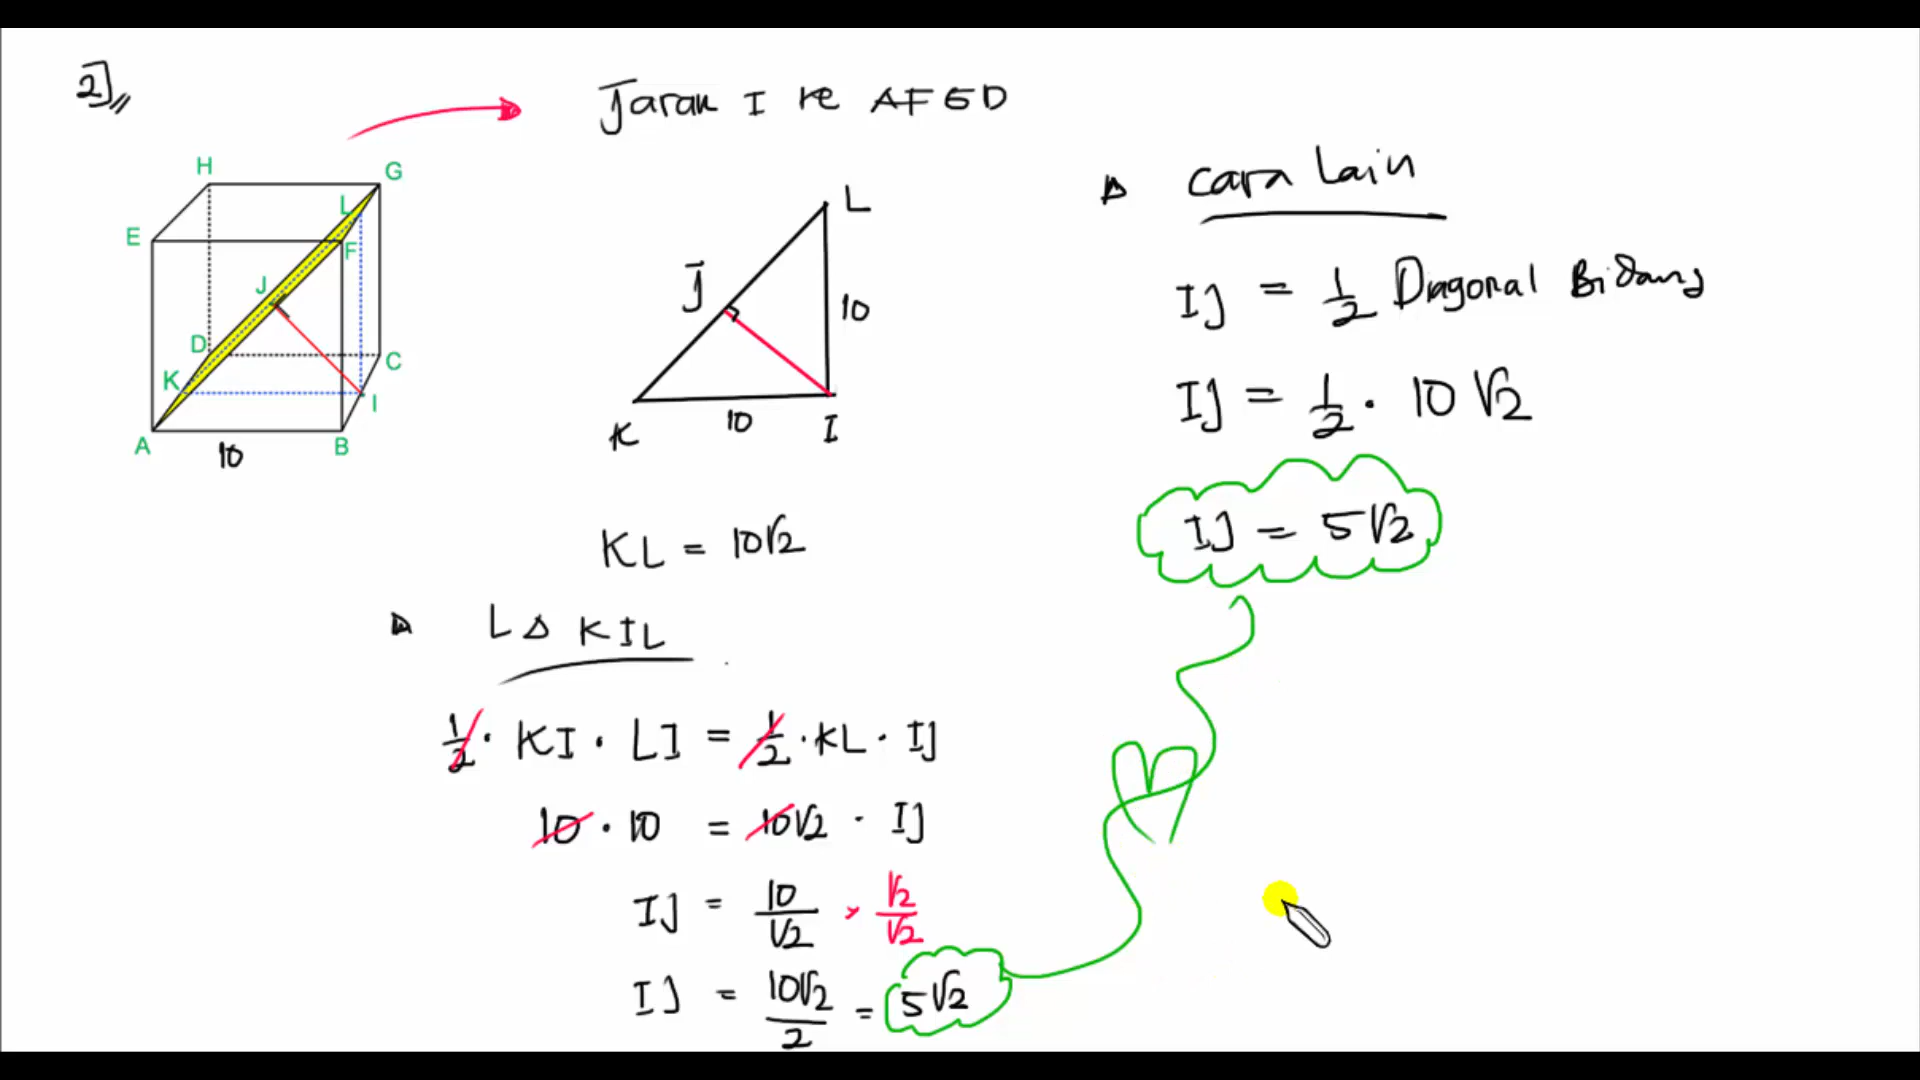 2]
Jarak I ke AFGD
H
G
L
E
F
J
D
C
K
I
A
B
10
L
J
10
K
10
I
KL = 10√2
L Δ KIL
1/2 · KI · LI = 1/2 · KL · IJ
10 · 10 = 10√2 · IJ
IJ = 10/√2 × √2/√2
IJ = 10√2/2 = 5√2
Cara Lain
IJ = 1/2 Diagonal Bidang
IJ = 1/2 · 10√2
IJ = 5√2